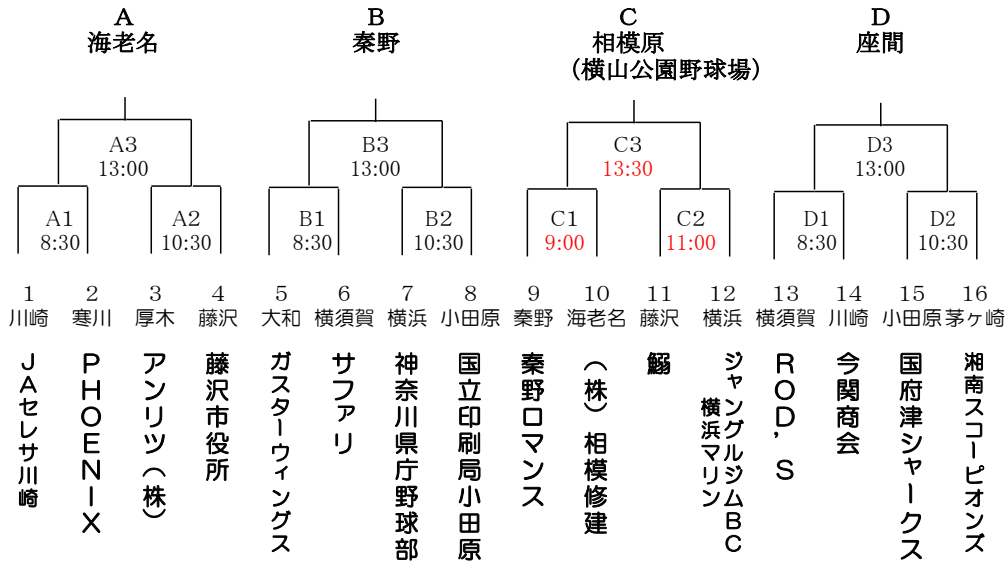 A
海老名
B
秦野
C
相模原
(横山公園野球場)
D
座間
A3
13:00
B3
13:00
C3
13:30
D3
13:00
A1
8:30
A2
10:30
B1
8:30
B2
10:30
C1
9:00
C2
11:00
D1
8:30
D2
10:30
1
川崎
JAセレサ川崎
2
寒川
PHOENIX
3
厚木
アンリツ(株)
4
藤沢
藤沢市役所
5
大和
ガスターウィングス
6
横須賀
サファリ
7
横浜
神奈川県庁野球部
8
小田原
国立印刷局小田原
9
秦野
秦野ロマンス
10
海老名
(株)相模修建
11
藤沢
鰯
12
横浜
ジャングルジムBC
横浜マリン
13
横須賀
ROD'S
14
川崎
今関商会
15
小田原
国府津シャークス
16
茅ヶ崎
湘南スコーピオンズ